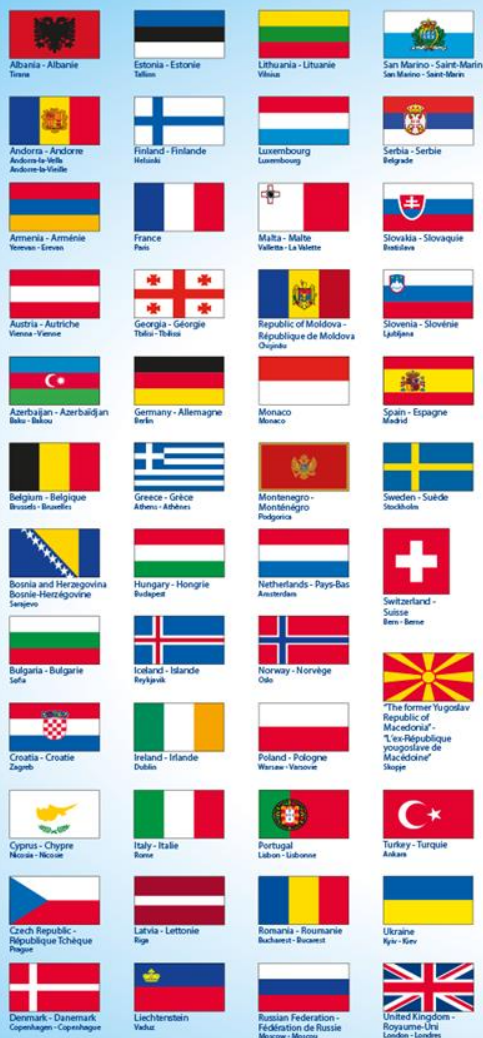 Albania - Albanie
Tirana
Andorra - Andorre
Andorra-la-Vella
Andorre-la-Vieille
Armenia - Arménie
Yerevan - Erevan
Austria - Autriche
Vienna - Vienne
Azerbaijan - Azerbaïdjan
Baku - Bakou
Belgium - Belgique
Brussels - Bruxelles
Bosnia and Herzegovina
Bosnie-Herzégovine
Sarajevo
Bulgaria - Bulgarie
Sofia
Croatia - Croatie
Zagreb
Cyprus - Chypre
Nicosia - Nicosie
Czech Republic -
République Tchèque
Prague
Denmark - Danemark
Copenhagen - Copenhague
Estonia - Estonie
Tallinn
Finland - Finlande
Helsinki
France
Paris
Georgia - Géorgie
Tbilisi - Tbilissi
Germany - Allemagne
Berlin
Greece - Grèce
Athens - Athènes
Hungary - Hongrie
Budapest
Iceland - Islande
Reykjavik
Ireland - Irlande
Dublin
Italy - Italie
Rome
Latvia - Lettonie
Riga
Liechtenstein
Vaduz
Lithuania - Lituanie
Vilnius
Luxembourg
Luxembourg
Malta - Malte
Valletta - La Valette
Republic of Moldova -
République de Moldova
Chişinău
Monaco
Monaco
Montenegro -
Monténégro
Podgorica
Netherlands - Pays-Bas
Amsterdam
Norway - Norvège
Oslo
Poland - Pologne
Warsaw - Varsovie
Portugal
Lisbon - Lisbonne
Romania - Roumanie
Bucharest - Bucarest
Russian Federation -
Fédération de Russie
Moscow - Moscou
San Marino - Saint-Marin
San Marino - Saint-Marin
Serbia - Serbie
Belgrade
Slovakia - Slovaquie
Bratislava
Slovenia - Slovénie
Ljubljana
Spain - Espagne
Madrid
Sweden - Suède
Stockholm
Switzerland -
Suisse
Bern - Berne
"The former Yugoslav
Republic of
Macedonia" -
"L'ex-République
yougoslave de
Macédoine"
Skopje
Turkey - Turquie
Ankara
Ukraine
Kyiv - Kiev
United Kingdom -
Royaume-Uni
London - Londres